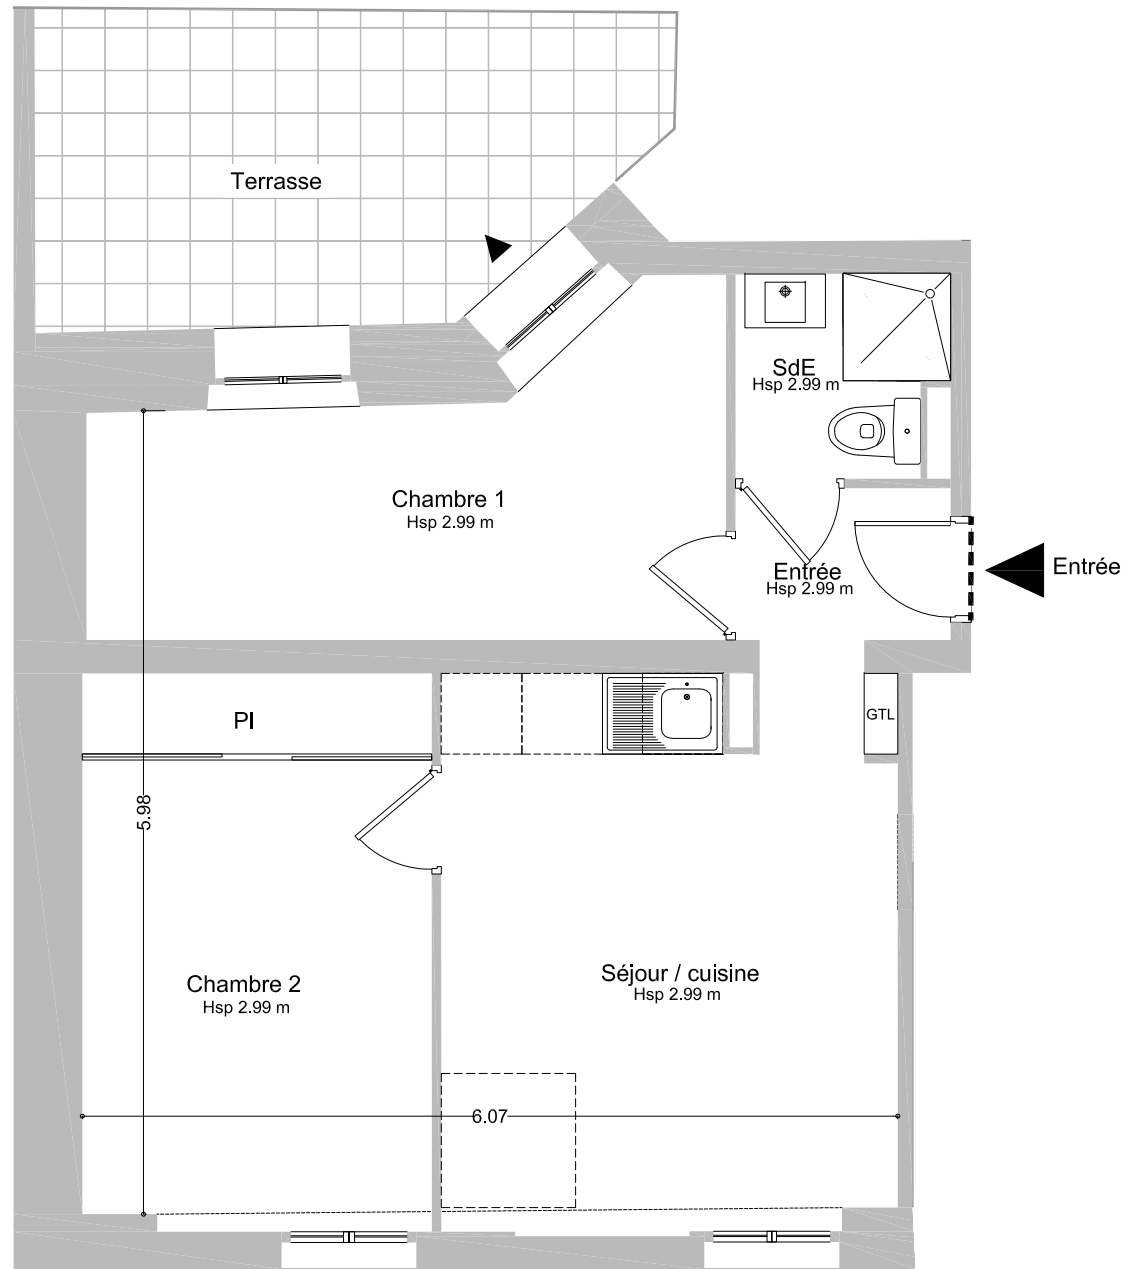 Terrasse
SdE
Hsp 2.99 m
Chambre 1
Hsp 2.99 m
Entrée
Hsp 2.99 m
Entrée
Pl
GTL
5.98
Chambre 2
Hsp 2.99 m
Séjour / cuisine
Hsp 2.99 m
6.07